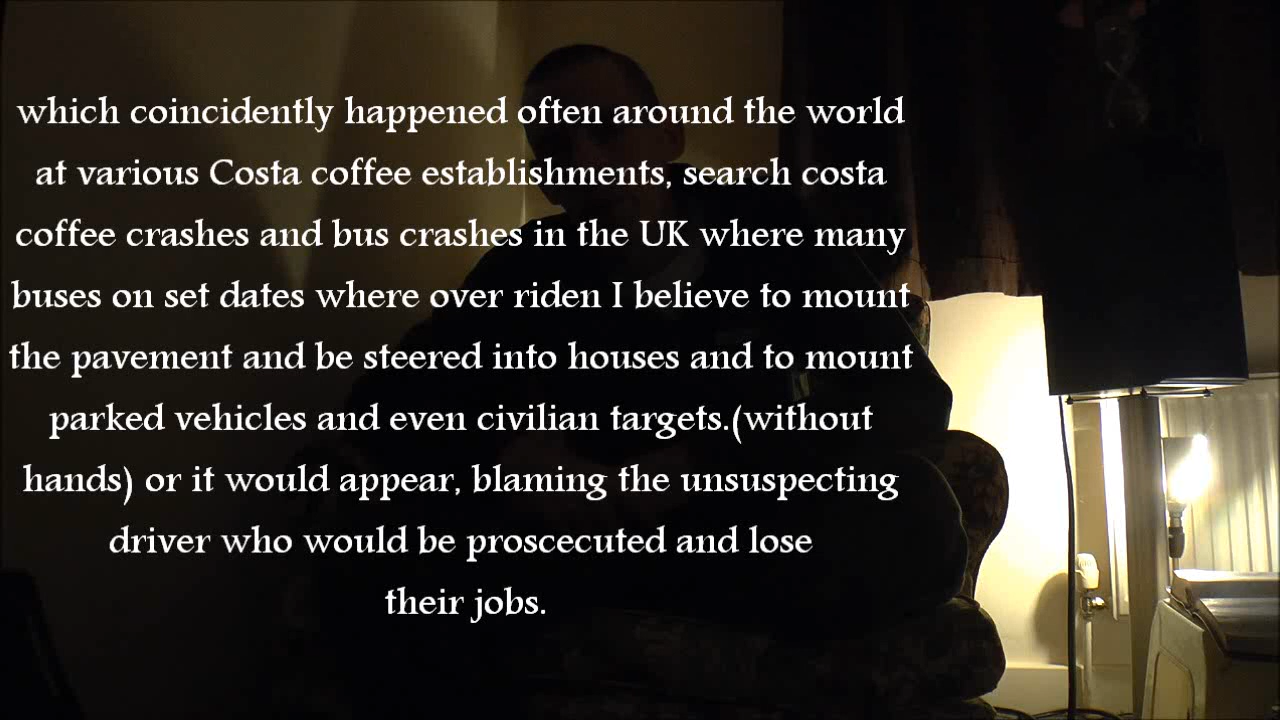 which coincidently happened often around the world
at various Costa coffee establishments, search costa
coffee crashes and bus crashes in the UK where many
buses on set dates where over riden I believe to mount
the pavement and be steered into houses and to mount
parked vehicles and even civilian targets.(without
hands) or it would appear, blaming the unsuspecting
driver who would be proscecuted and lose
their jobs.